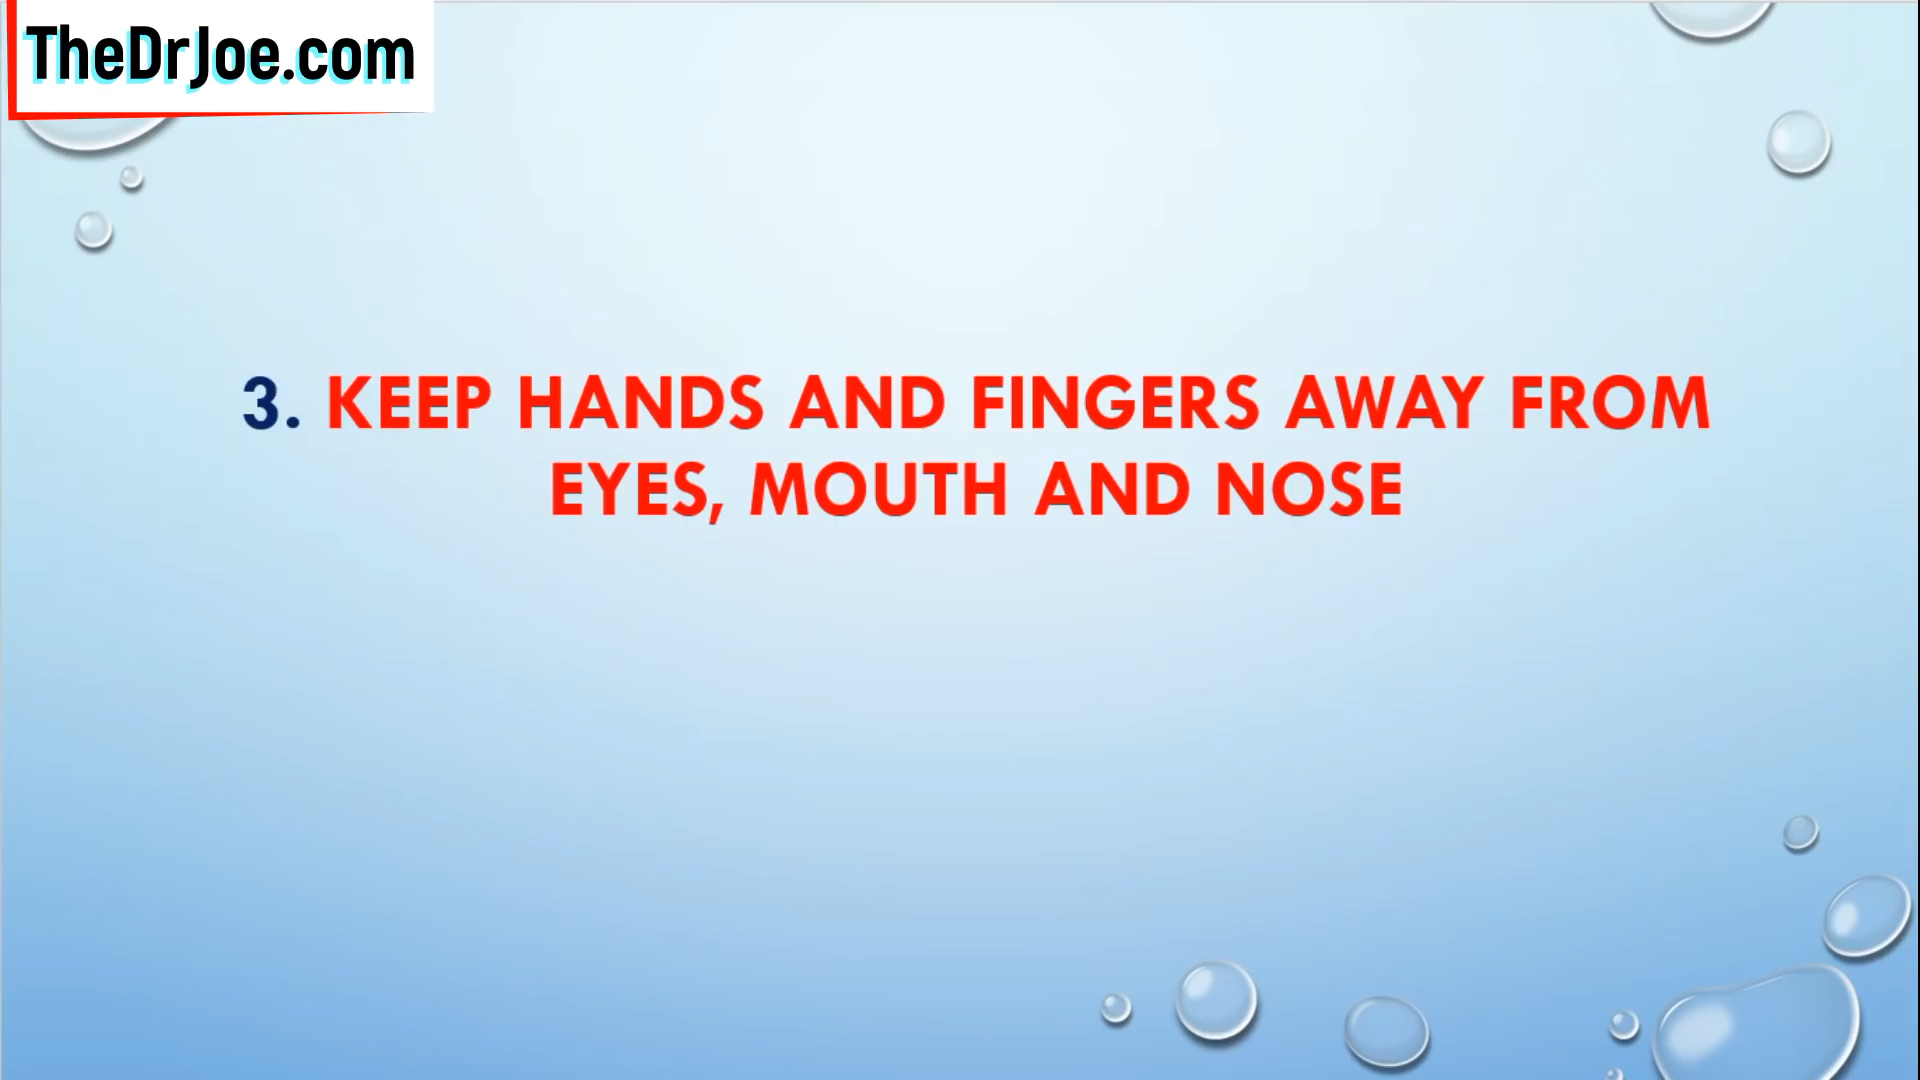 TheDrJoe.com
3. KEEP HANDS AND FINGERS AWAY FROM
EYES, MOUTH AND NOSE